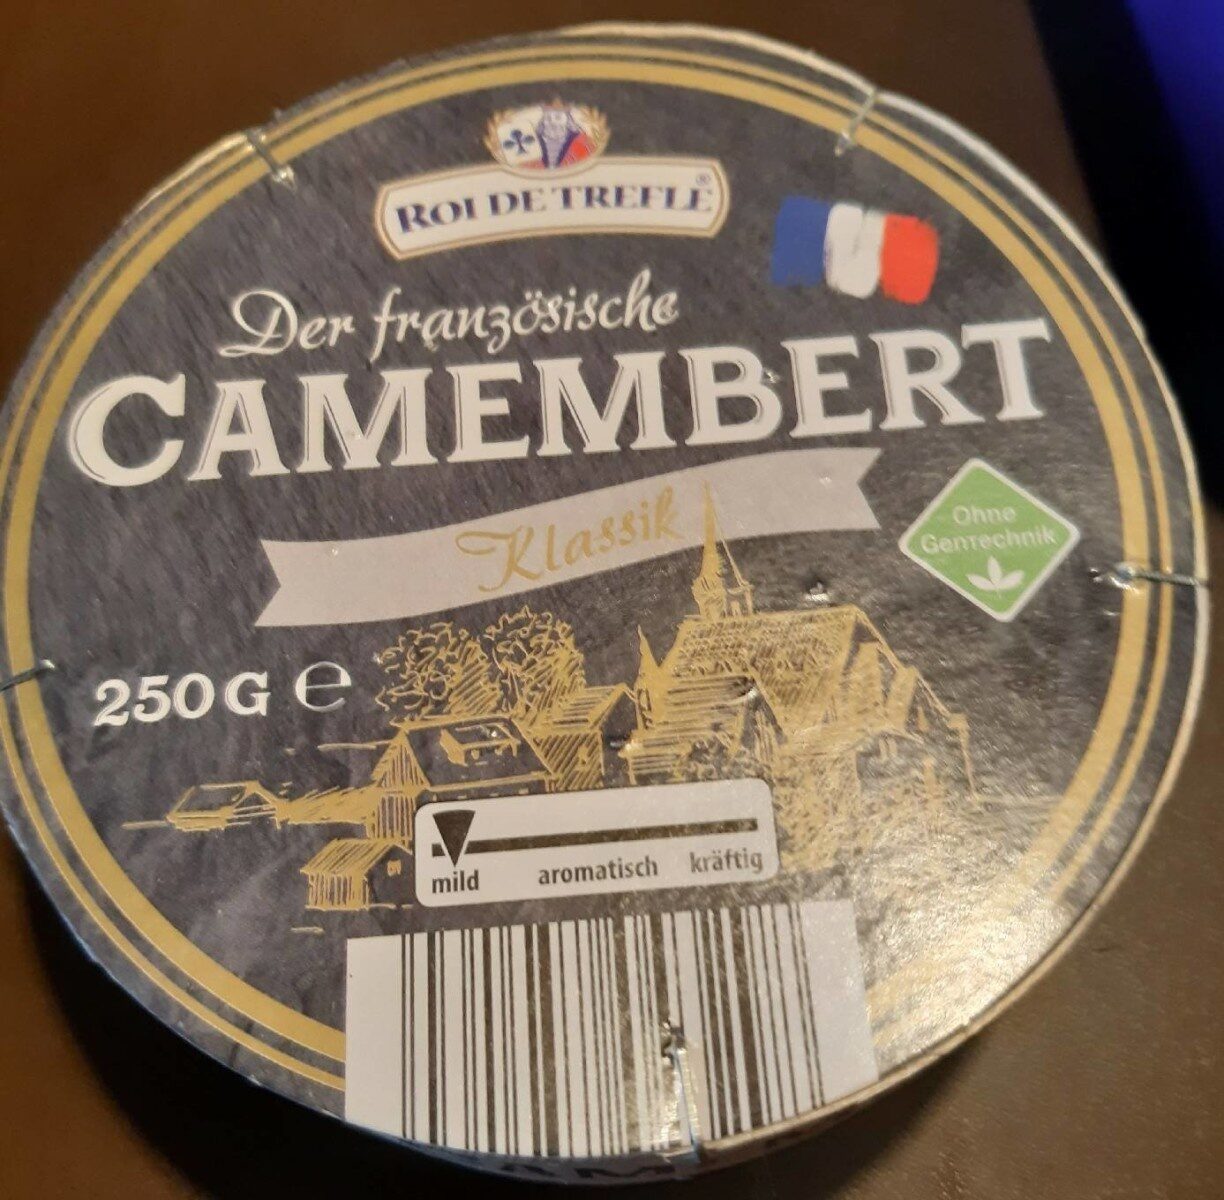 ROI DE TREFLE®
Der französische
CAMEMBERT
Klassik
Ohne
GenTechnik
250G ℮
mild aromatisch kräftig